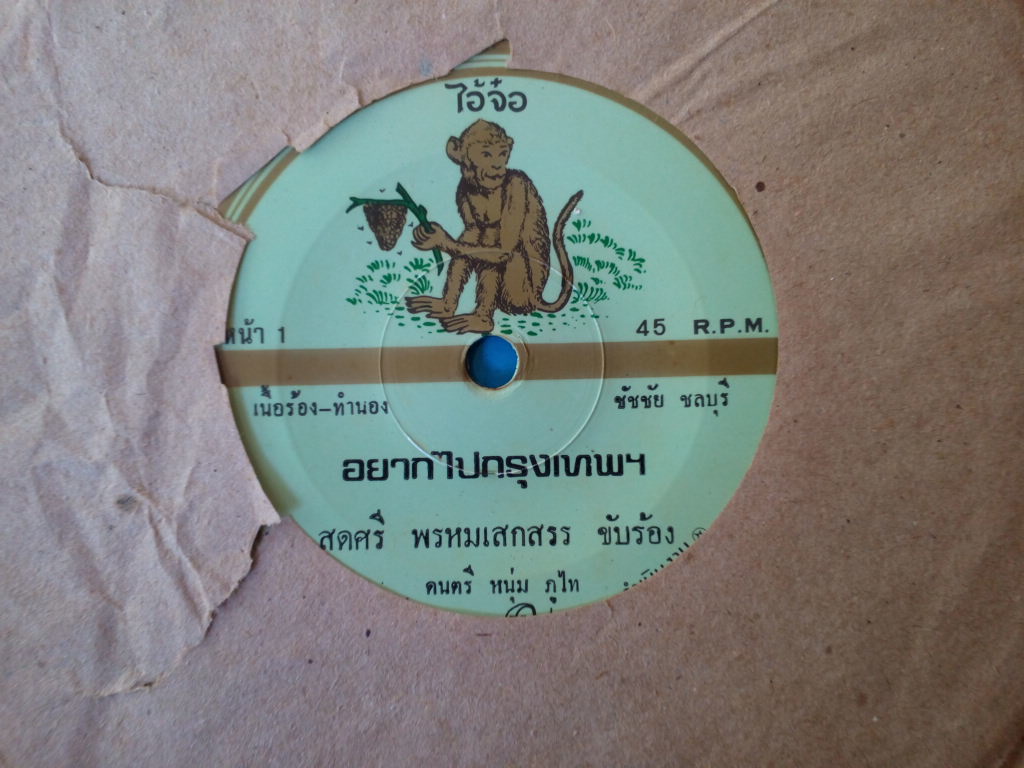 ไอ้จ๋อ
หน้า 1
45 R.P.M.
เนื้อร้อง-ทำนอง
ชัชชัย ชลบุรี
อยากไปกรุงเทพฯ
สดศรี พรหมเสกสรร ขับร้อง
ดนตรี หนุ่ม ภูไท